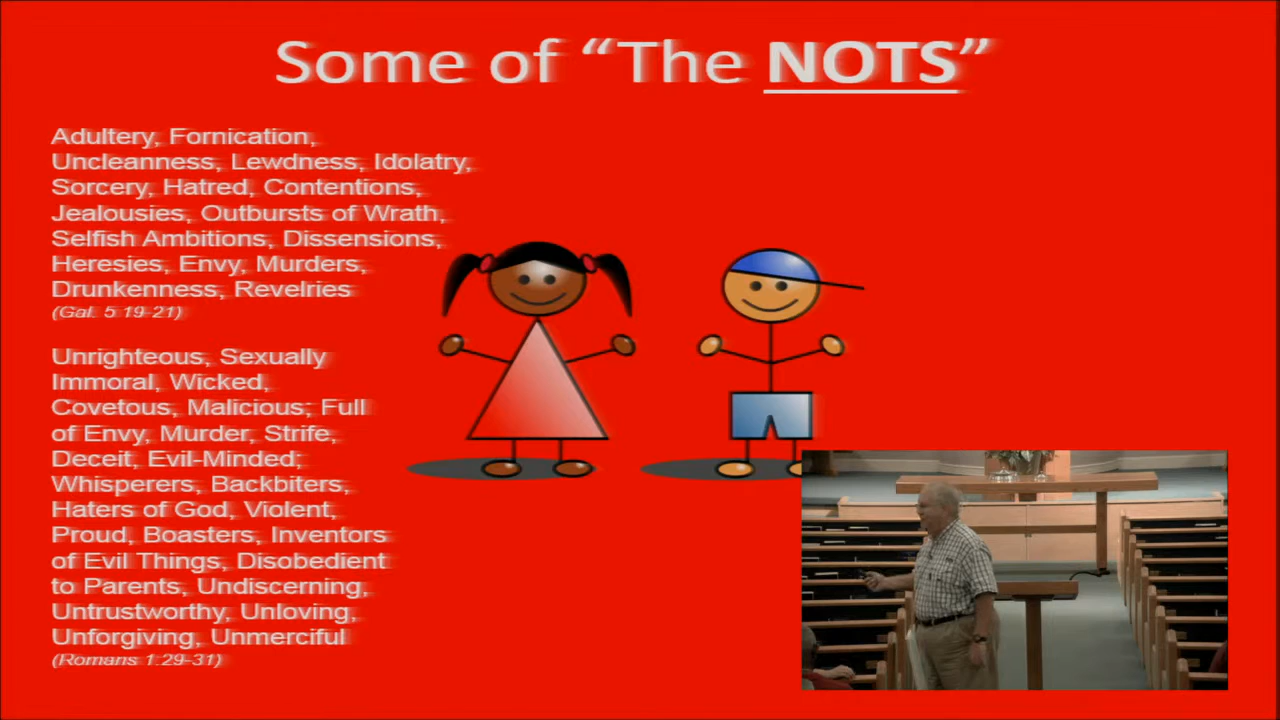 Some of “The NOTS”
Adultery, Fornication,
Uncleanness, Lewdness, Idolatry,
Sorcery, Hatred, Contentions,
Jealousies, Outbursts of Wrath,
Selfish Ambitions, Dissensions,
Heresies, Envy, Murders,
Drunkenness, Revelries
(Gal. 5:19-21)
Unrighteous, Sexually
Immoral, Wicked,
Covetous, Malicious; Full
of Envy, Murder, Strife,
Deceit, Evil-Minded;
Whisperers, Backbiters,
Haters of God, Violent,
Proud, Boasters, Inventors
of Evil Things, Disobedient
to Parents, Undiscerning,
Untrustworthy, Unloving,
Unforgiving, Unmerciful
(Romans 1:29-31)